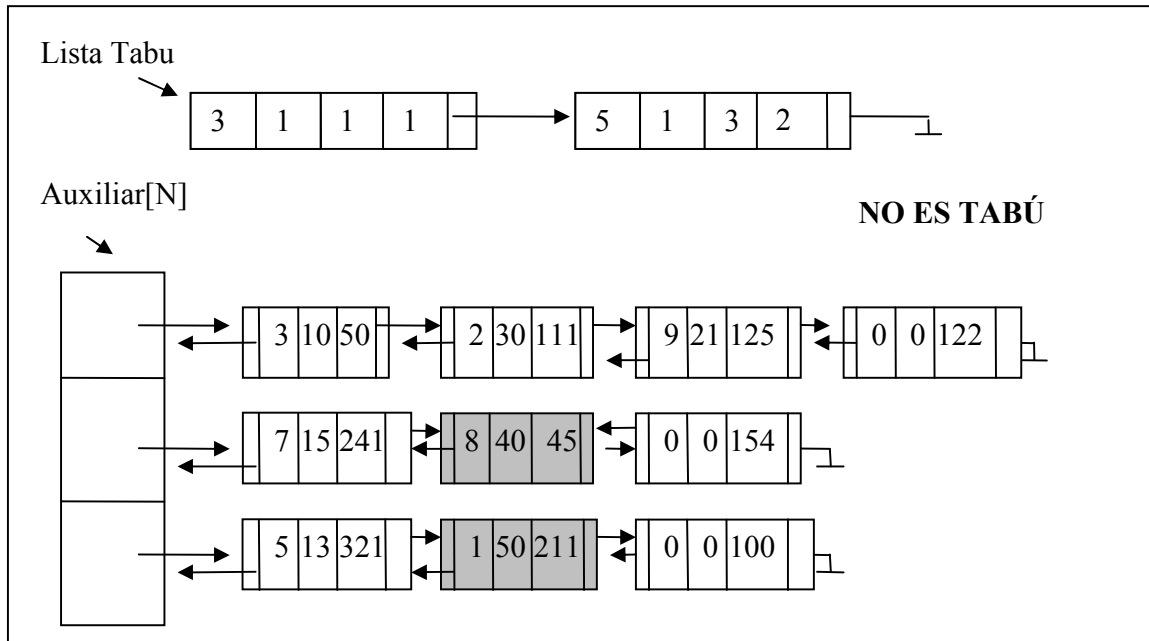 Lista Tabu
3 1 1 1 5 1 3 2
Auxiliar[N]
NO ES TABÚ
3 10 50 2 30 111 9 21 125 0 0 122
7 15 241 8 40 45 0 0 154
5 13 321 1 50 211 0 0 100